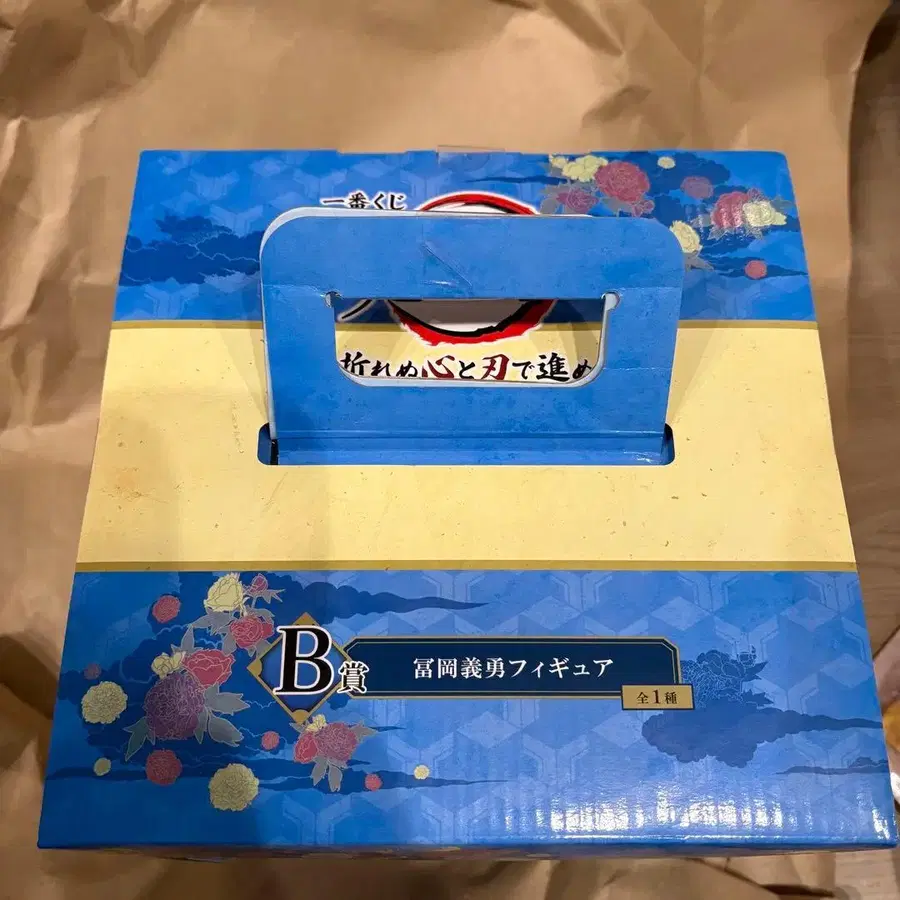 一番くじ
折れぬ心と刃で進め
B賞
冨岡義勇フィギュア
全1種